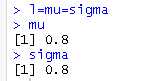 > l=mu=sigma
> mu
[1] 0.8
> sigma
[1] 0.8